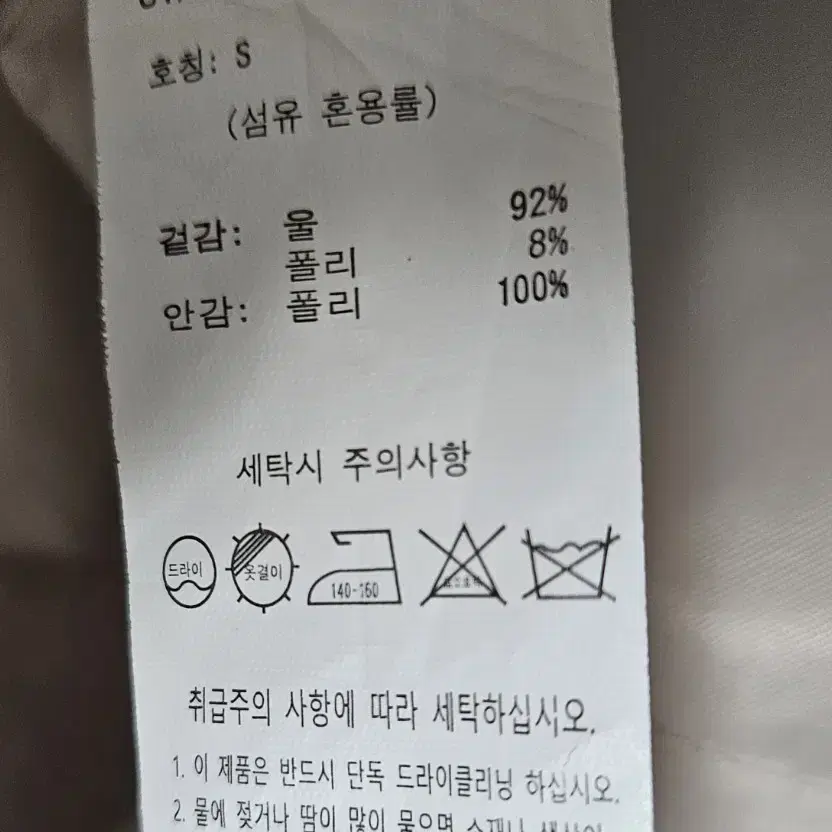 호칭: S
(섬유 혼용률)
겉감: 울 92%
폴리 8%
안감: 폴리 100%
세탁시 주의사항
드라이 옷걸이 140-160
취급주의 사항에 따라 세탁하십시오.
1. 이 제품은 반드시 단독 드라이클리닝 하십시오.
2. 물에 젖거나 땀이 많이 묻으면